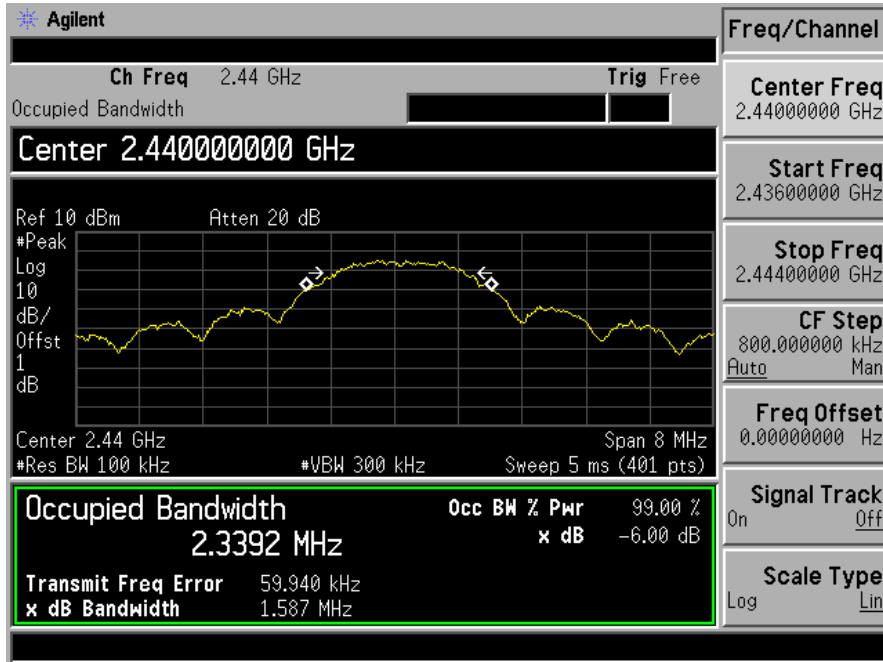 Agilent
Freq/Channel
Ch Freq 2.44 GHz Trig Free
Occupied Bandwidth
Center 2.440000000 GHz
Ref 10 dBm Atten 20 dB
#Peak
Log
10
dB/
Offst
1
dB
Center 2.44 GHz Span 8 MHz
#Res BW 100 kHz #VBW 300 kHz Sweep 5 ms (401 pts)
Occupied Bandwidth Occ BW % Pwr 99.00 %
2.3392 MHz x dB -6.00 dB
Transmit Freq Error 59.940 kHz
x dB Bandwidth 1.587 MHz
Center Freq
2.44000000 GHz
Start Freq
2.43600000 GHz
Stop Freq
2.44400000 GHz
CF Step
800.000000 kHz
Auto Man
Freq Offset
0.00000000 Hz
Signal Track
On Off
Scale Type
Log Lin